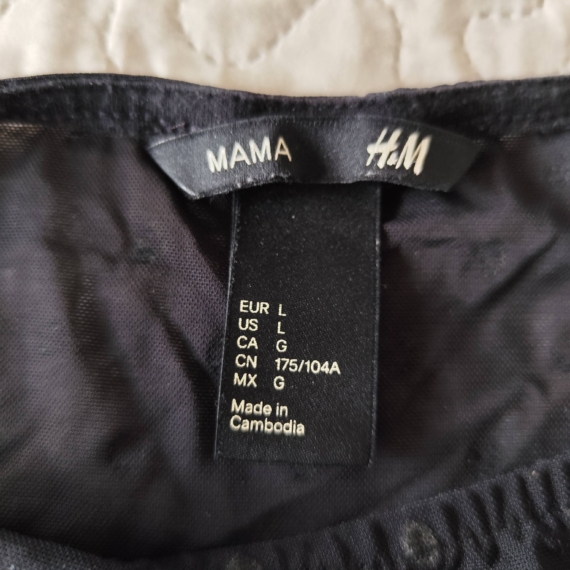 MAMA H&M
EUR L
US L
CA G
CN 175/104A
MX G
Made in
Cambodia